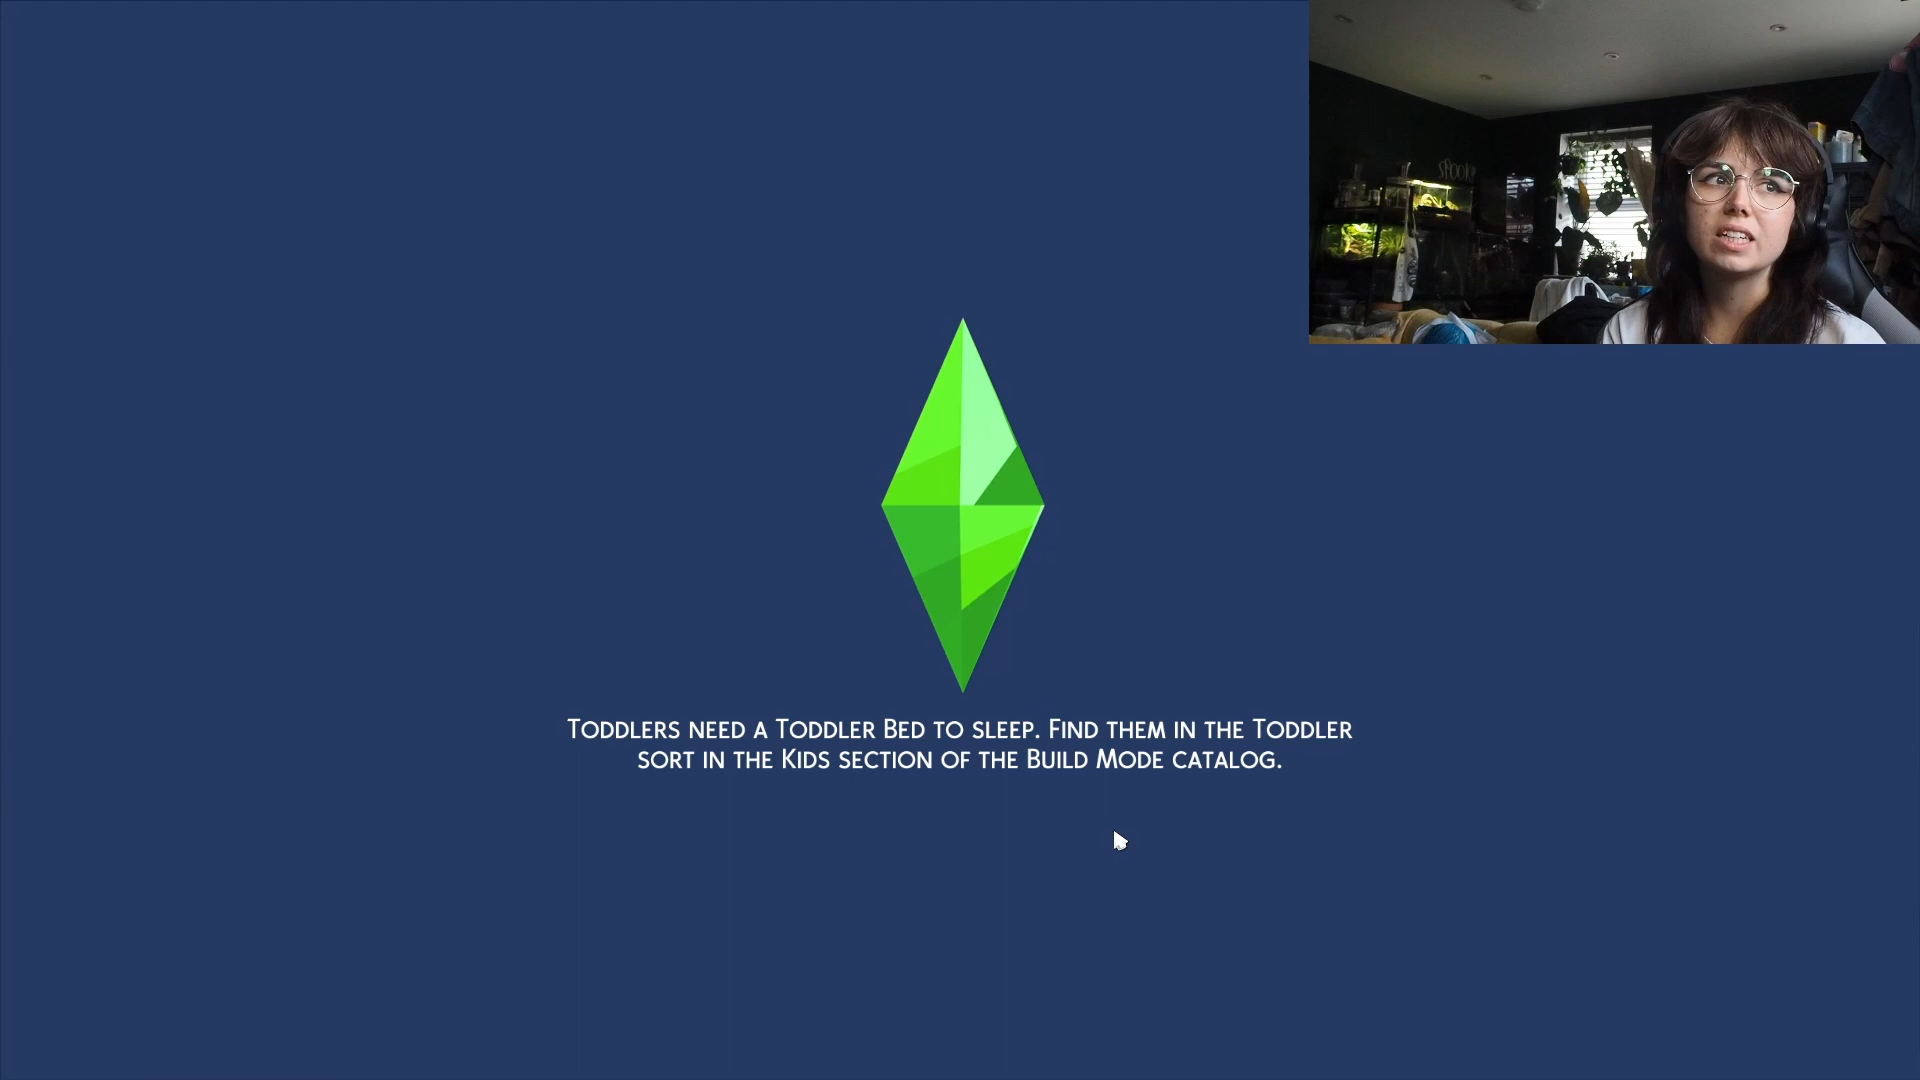 SPOOKY
TODDLERS NEED A TODDLER BED TO SLEEP. FIND THEM IN THE TODDLER
SORT IN THE KIDS SECTION OF THE BUILD MODE CATALOG.